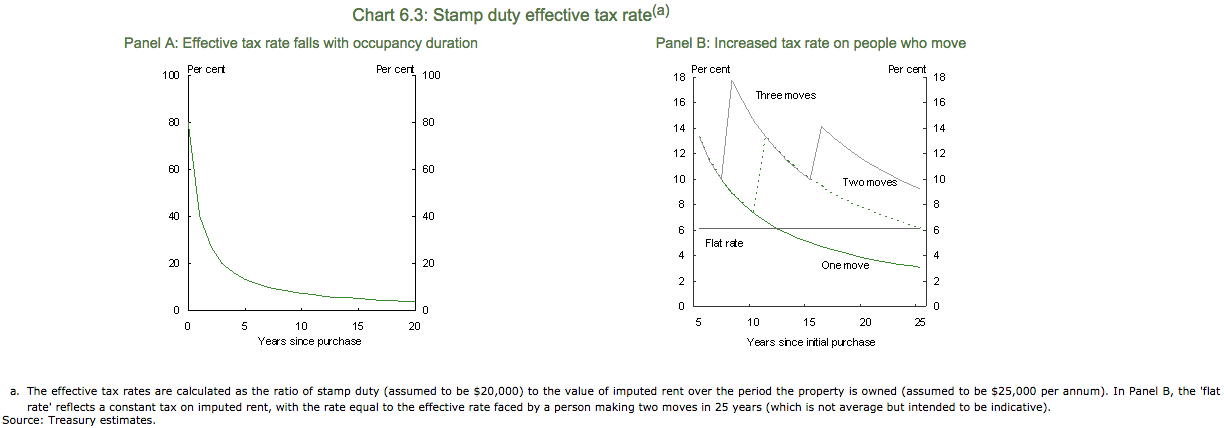 Chart 6.3: Stamp duty effective tax rate(a)
Panel A: Effective tax rate falls with occupancy duration
Per cent
Per cent
100
100
80
80
60
60
40
40
20
20
0
0
0
5
10
15
20
Years since purchase
Panel B: Increased tax rate on people who move
Per cent
Per cent
18
18
Three moves
16
16
14
14
12
12
10
Two moves
10
8
8
6
6
Flat rate
4
4
One move
2
2
0
0
5
10
15
20
25
Years since initial purchase
a. The effective tax rates are calculated as the ratio of stamp duty (assumed to be $20,000) to the value of imputed rent over the period the property is owned (assumed to be $25,000 per annum). In Panel B, the 'flat
rate' reflects a constant tax on imputed rent, with the rate equal to the effective rate faced by a person making two moves in 25 years (which is not average but intended to be indicative).
Source: Treasury estimates.